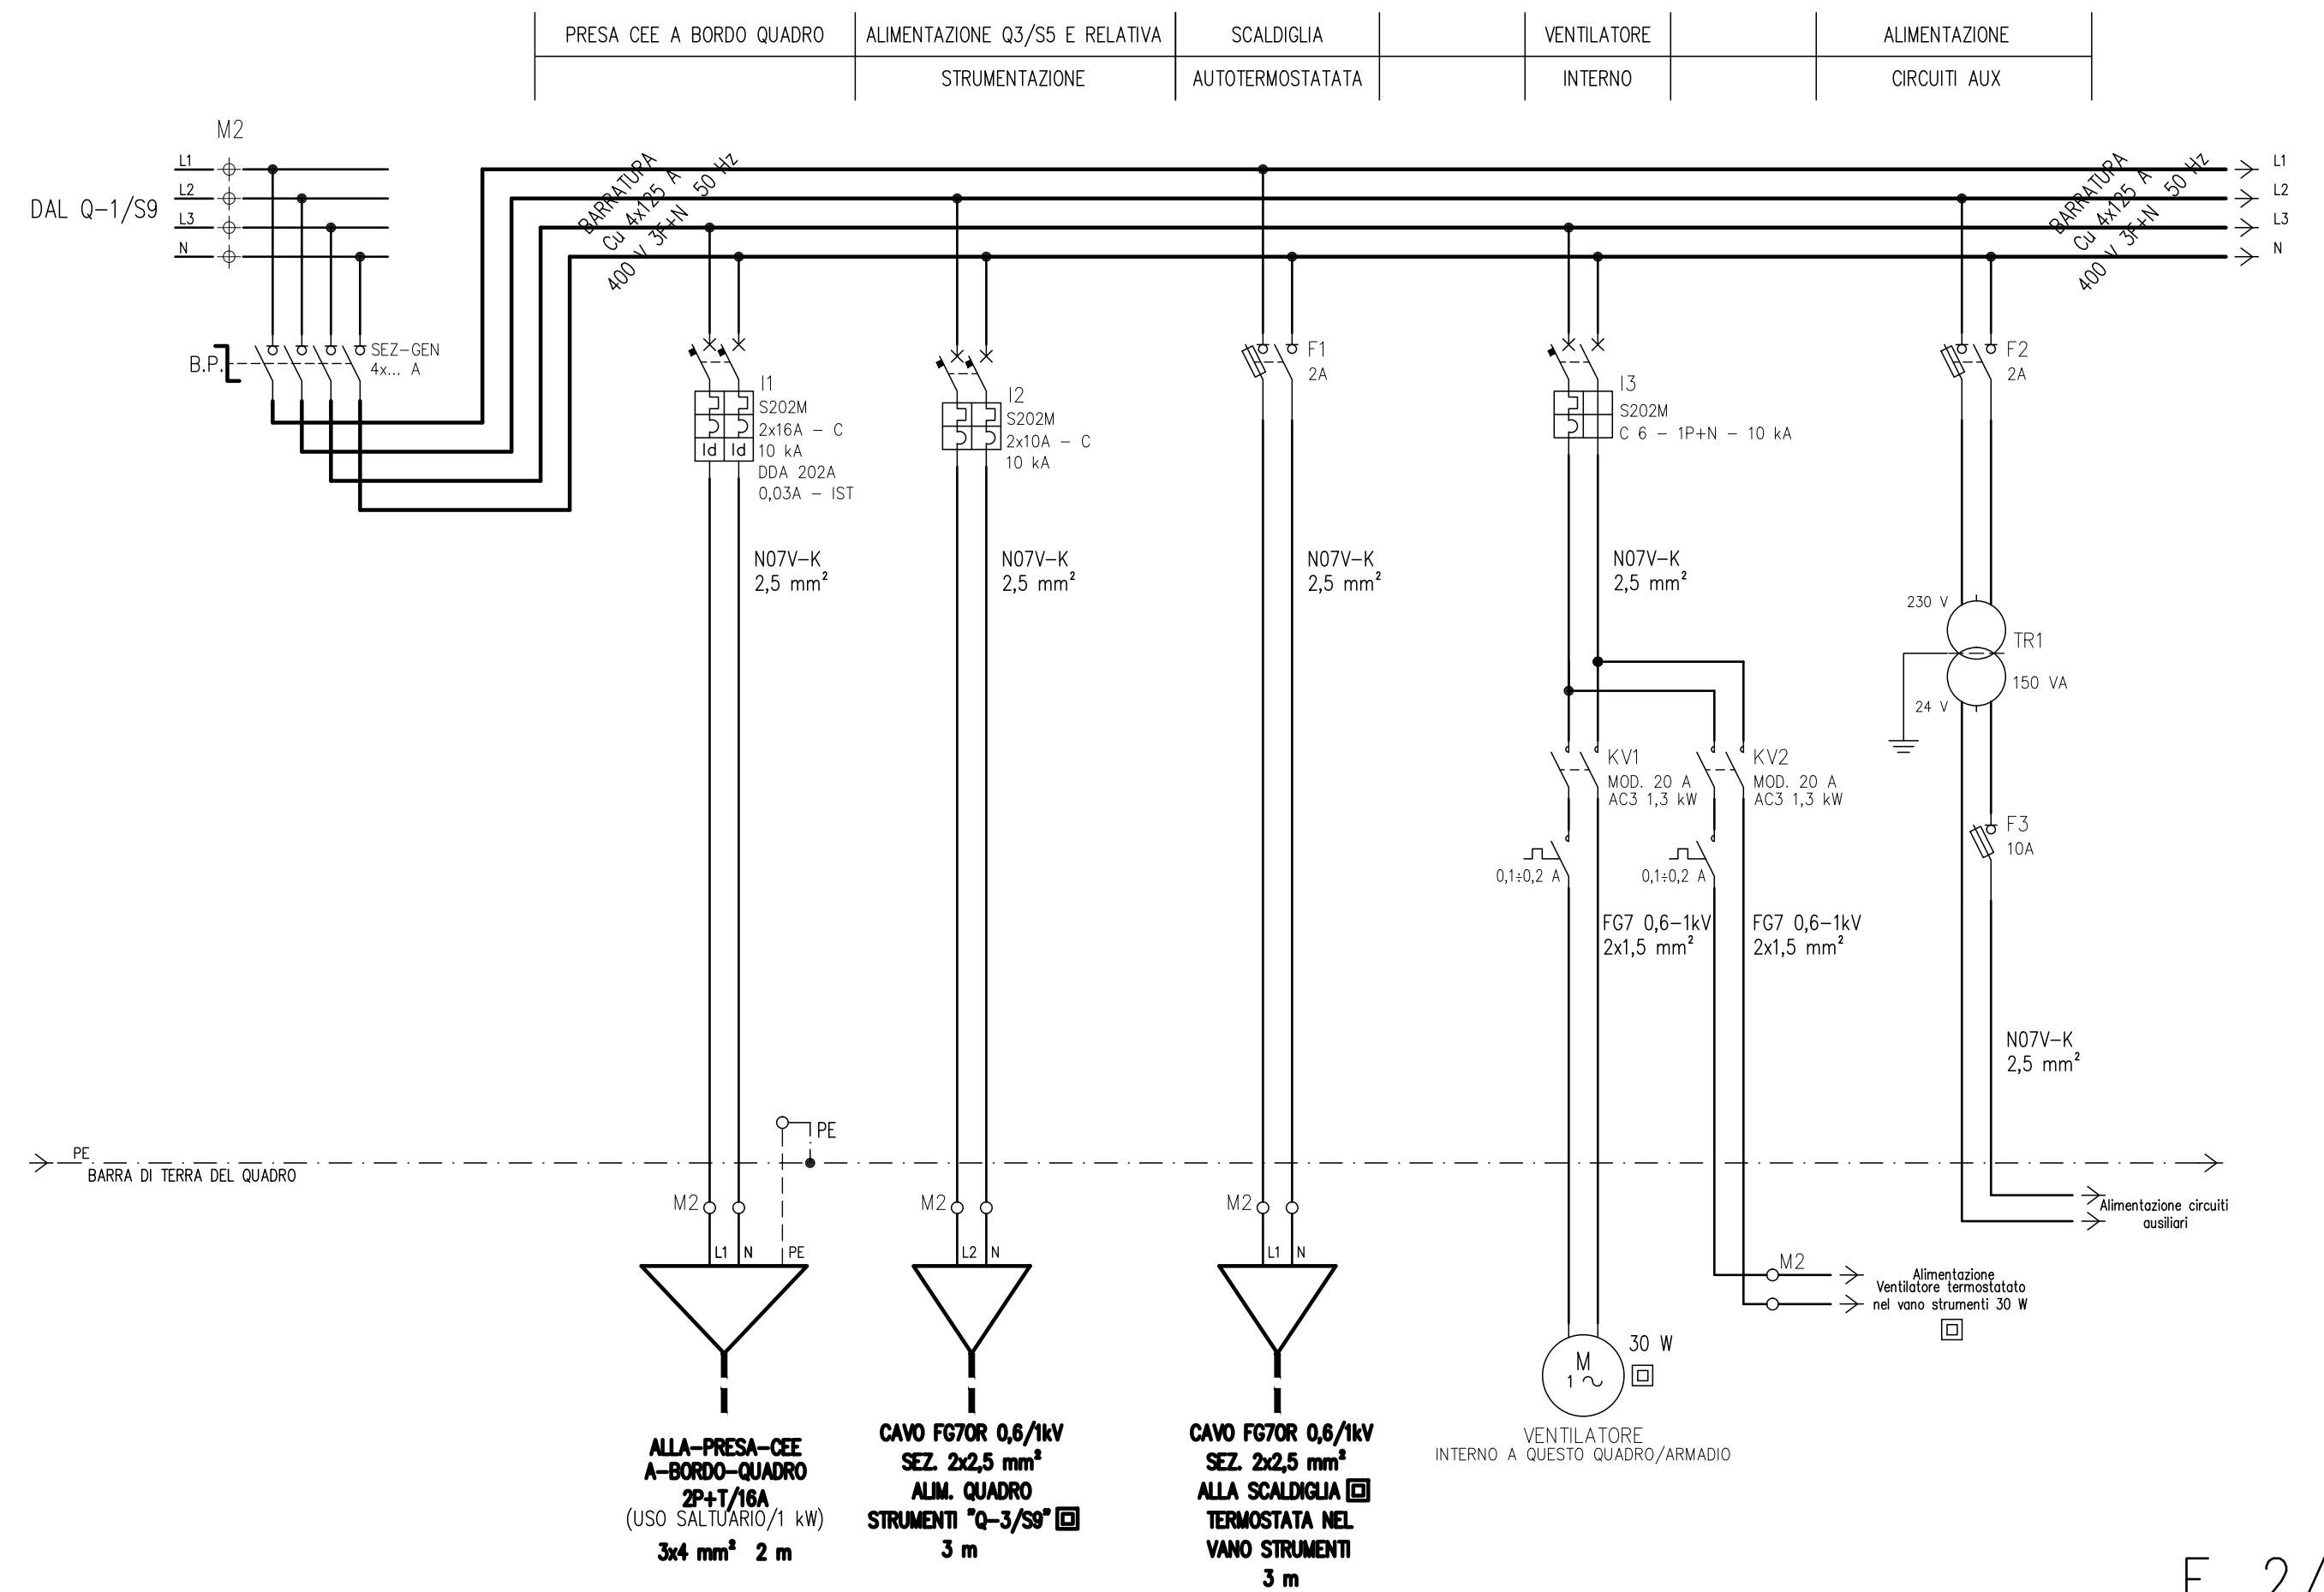 PRESA CEE A BORDO QUADRO
ALIMENTAZIONE Q3/S5 E RELATIVA
STRUMENTAZIONE
SCALDIGLIA
AUTOTERMOSTATATA
VENTILATORE
INTERNO
ALIMENTAZIONE
CIRCUITI AUX
M2
DAL Q-1/S9
L1
L2
L3
N
BARRATURA
Cu 4x125 A
400 V 3F+N 50 Hz
BARRATURA
Cu 4x125 A
400 V 3F+N 50 Hz
L1
L2
L3
N
B.P.
SEZ-GEN
4x... A
I1
S202M
2x16A - C
10 kA
DDA 202A
0,03A - IST
Id Id
I2
S202M
2x10A - C
10 kA
F1
2A
I3
S202M
C 6 - 1P+N - 10 kA
F2
2A
N07V-K
2,5 mm²
N07V-K
2,5 mm²
N07V-K
2,5 mm²
N07V-K
2,5 mm²
230 V
TR1
150 VA
24 V
KV1
MOD. 20 A
AC3 1,3 kW
KV2
MOD. 20 A
AC3 1,3 kW
F3
10A
0,1÷0,2 A
0,1÷0,2 A
FG7 0,6-1kV
2x1,5 mm²
FG7 0,6-1kV
2x1,5 mm²
N07V-K
2,5 mm²
PE
PE
BARRA DI TERRA DEL QUADRO
M2
L1 N PE
M2
L2 N
M2
L1 N
Alimentazione circuiti
ausiliari
M2
Alimentazione
Ventilatore termostatato
nel vano strumenti 30 W
M
1~
30 W
VENTILATORE
INTERNO A QUESTO QUADRO/ARMADIO
ALLA-PRESA-CEE
A-BORDO-QUADRO
2P+T/16A
(USO SALTUARIO/1 kW)
3x4 mm² 2 m
CAVO FG7OR 0,6/1kV
SEZ. 2x2,5 mm²
ALIM. QUADRO
STRUMENTI "Q-3/S9"
3 m
CAVO FG7OR 0,6/1kV
SEZ. 2x2,5 mm²
ALLA SCALDIGLIA
TERMOSTATA NEL
VANO STRUMENTI
3 m